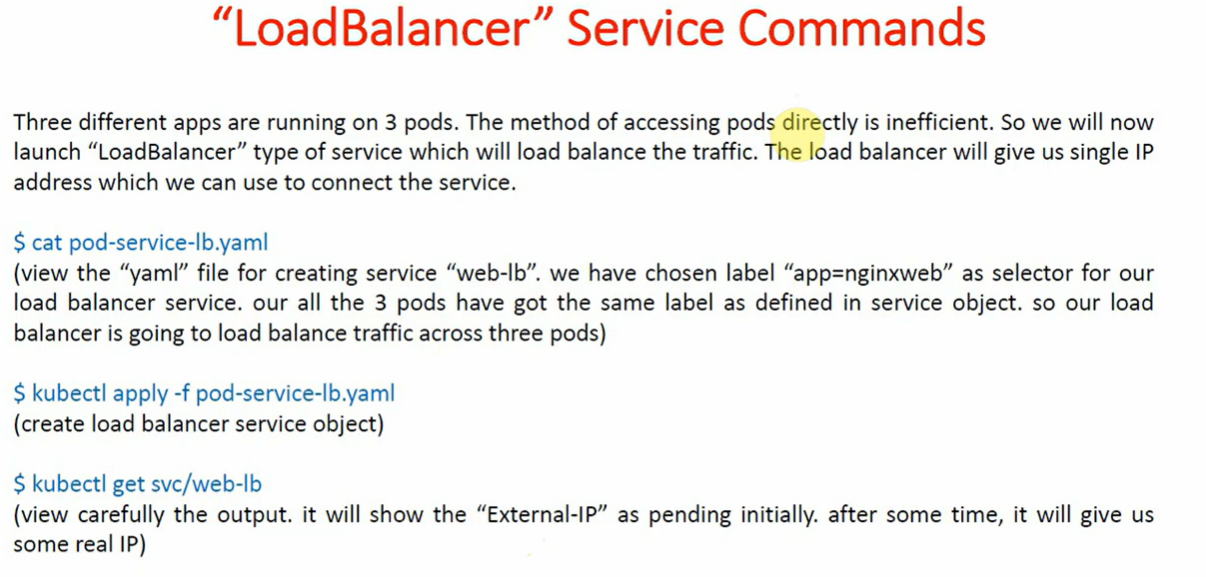 “LoadBalancer” Service Commands
Three different apps are running on 3 pods. The method of accessing pods directly is inefficient. So we will now
launch “LoadBalancer” type of service which will load balance the traffic. The load balancer will give us single IP
address which we can use to connect the service.
$ cat pod-service-lb.yaml
(view the “yaml” file for creating service “web-lb”. we have chosen label “app=nginxweb” as selector for our
load balancer service. our all the 3 pods have got the same label as defined in service object. so our load
balancer is going to load balance traffic across three pods)
$ kubectl apply -f pod-service-lb.yaml
(create load balancer service object)
$ kubectl get svc/web-lb
(view carefully the output. it will show the “External-IP” as pending initially. after some time, it will give us
some real IP)